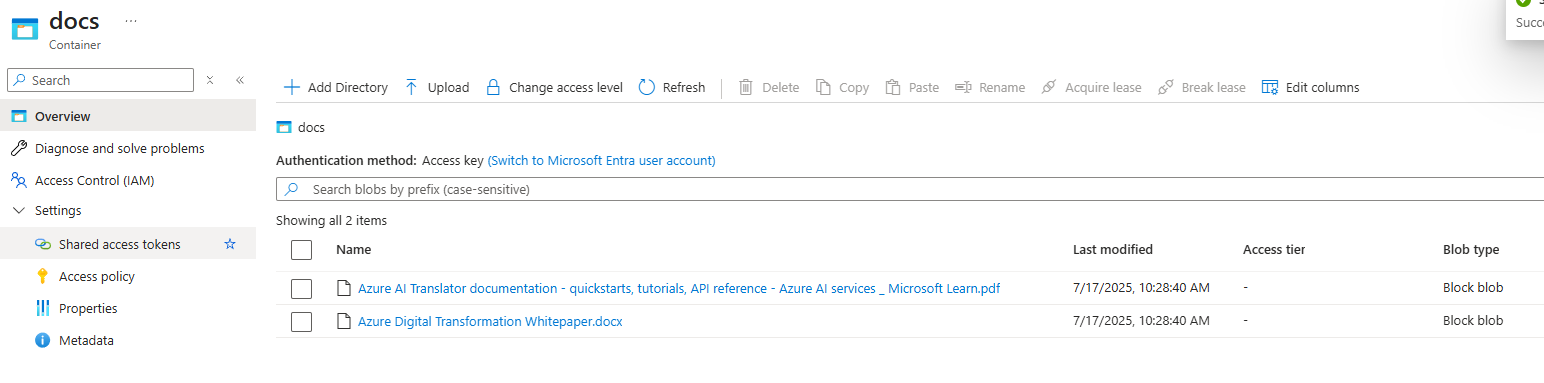 docs ...
Container
S
Succe
Search
Add Directory Upload Change access level Refresh Delete Copy Paste Rename Acquire lease Break lease Edit columns
Overview
Diagnose and solve problems
Access Control (IAM)
Settings
Shared access tokens
Access policy
Properties
Metadata
docs
Authentication method: Access key (Switch to Microsoft Entra user account)
Search blobs by prefix (case-sensitive)
Showing all 2 items
Name Last modified Access tier Blob type
Azure AI Translator documentation - quickstarts, tutorials, API reference - Azure AI services _ Microsoft Learn.pdf 7/17/2025, 10:28:40 AM - Block blob
Azure Digital Transformation Whitepaper.docx 7/17/2025, 10:28:40 AM - Block blob